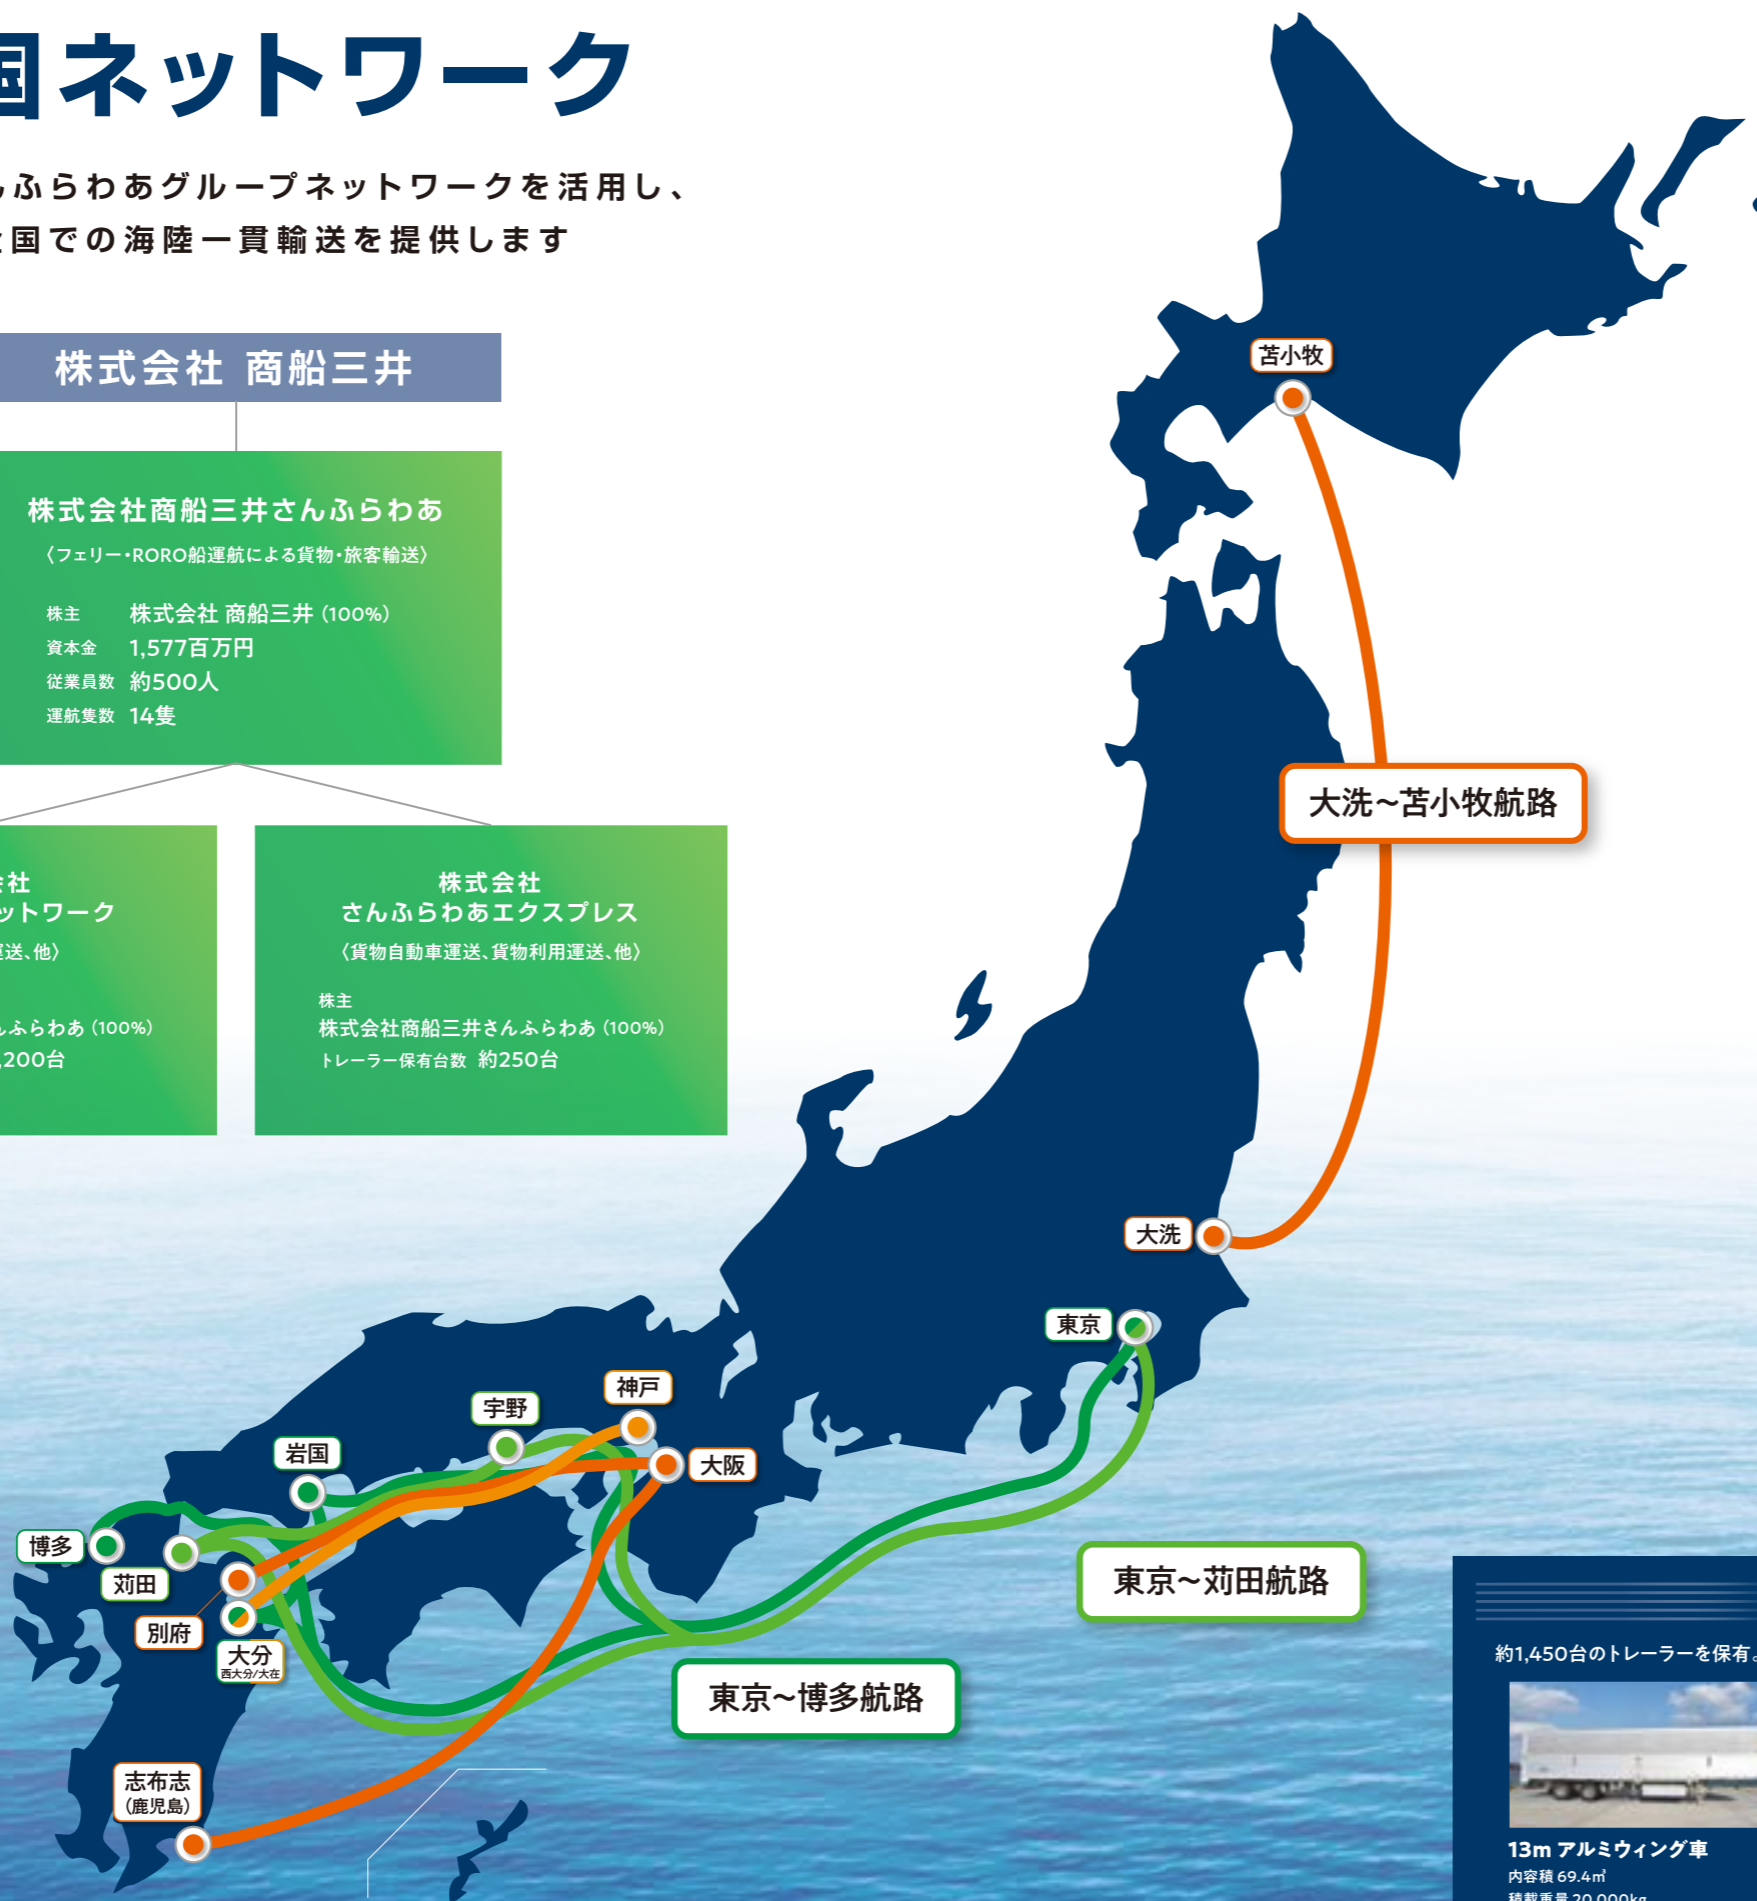 国ネットワーク
んふらわあグループネットワークを活用し、
全国での海陸一貫輸送を提供します
株式会社 商船三井
株式会社商船三井さんふらわあ
〈フェリー・RORO船運航による貨物・旅客輸送〉
株主 株式会社 商船三井（100%）
資本金 1,577百万円
従業員数 約500人
運航隻数 14隻
会社
ットワーク
運送、他〉
んふらわあ（100%）
,200台
株式会社
さんふらわあエクスプレス
〈貨物自動車運送、貨物利用運送、他〉
株主
株式会社商船三井さんふらわあ（100%）
トレーラー保有台数 約250台
苫小牧
大洗～苫小牧航路
大洗
東京
神戸
宇野
大阪
岩国
博多
苅田
別府
大分
西大分/大在
東京～苅田航路
東京～博多航路
志布志
（鹿児島）
約1,450台のトレーラーを保有。
13m アルミウィング車
内容積 69.4㎥
積載重量 20,000kg